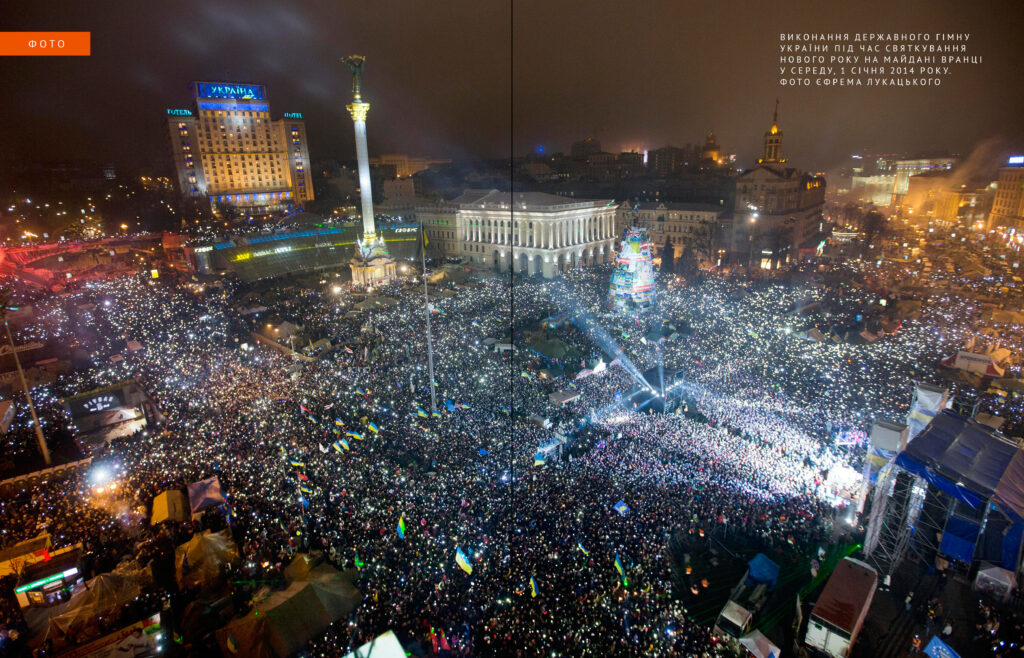 ФОТО
ВИКОНАННЯ ДЕРЖАВНОГО ГІМНУ
УКРАЇНИ ПІД ЧАС СВЯТКУВАННЯ
НОВОГО РОКУ НА МАЙДАНІ ВРАНЦІ
У СЕРЕДУ, 1 СІЧНЯ 2014 РОКУ.
ФОТО ЄФРЕМА ЛУКАЦЬКОГО
УКРАЇНА
ГОТЕЛЬ
HOTEL